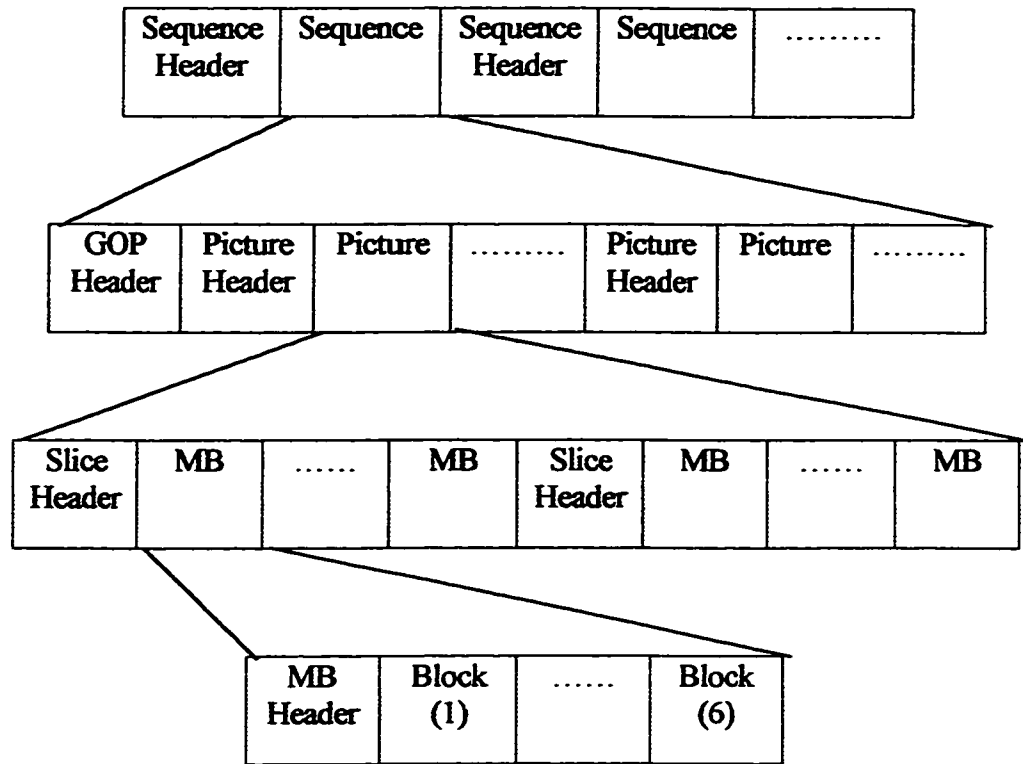 Sequence Header Sequence Sequence Header Sequence .........
GOP Header Picture Header Picture ......... Picture Header Picture .........
Slice Header MB ...... MB Slice Header MB ...... MB
MB Header Block (1) ...... Block (6)